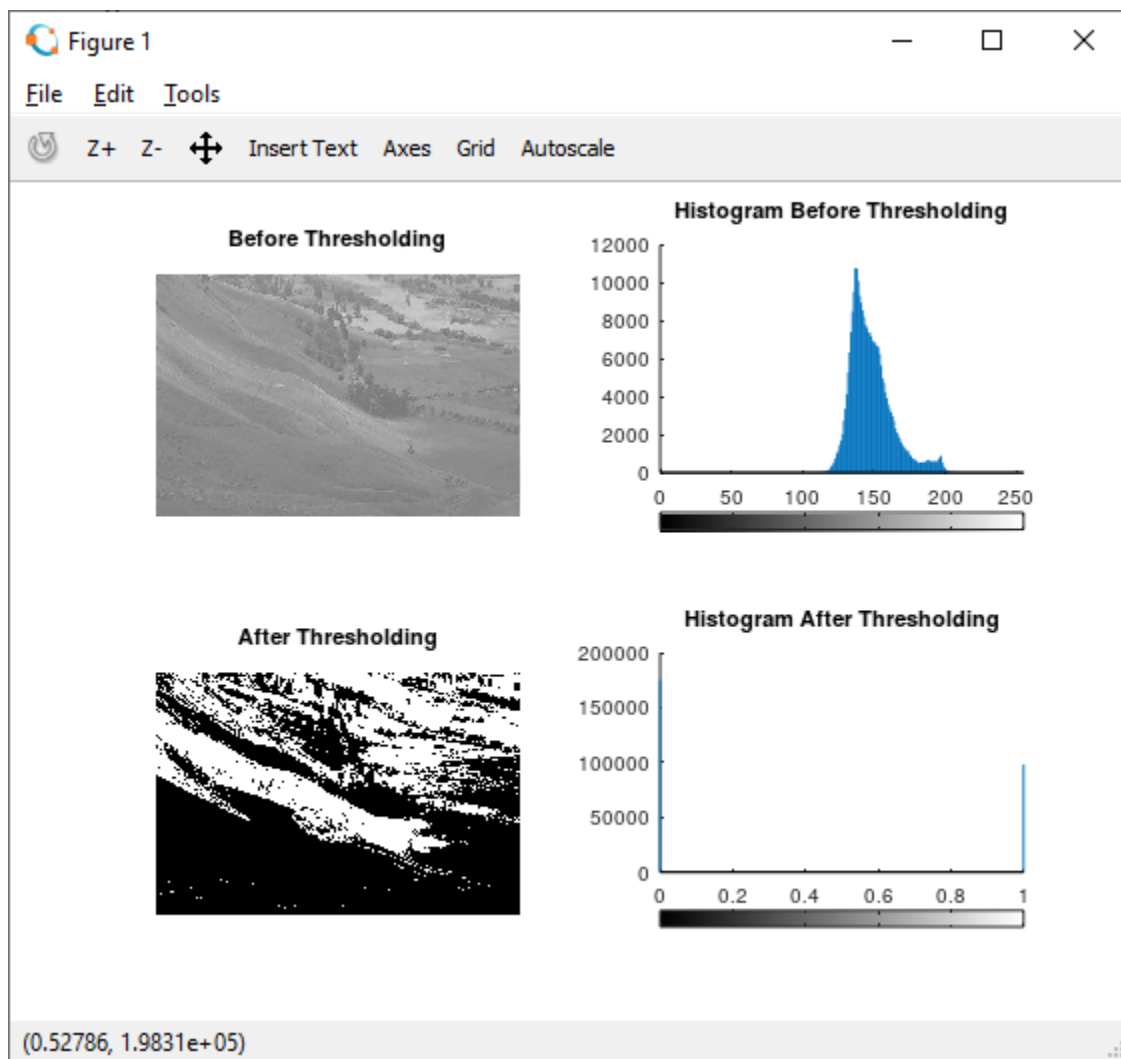 Figure 1
File Edit Tools
Z+ Z- Insert Text Axes Grid Autoscale
Before Thresholding
Histogram Before Thresholding
12000
10000
8000
6000
4000
2000
0
0 50 100 150 200 250
After Thresholding
Histogram After Thresholding
200000
150000
100000
50000
0
0 0.2 0.4 0.6 0.8 1
(0.52786, 1.9831e+05)